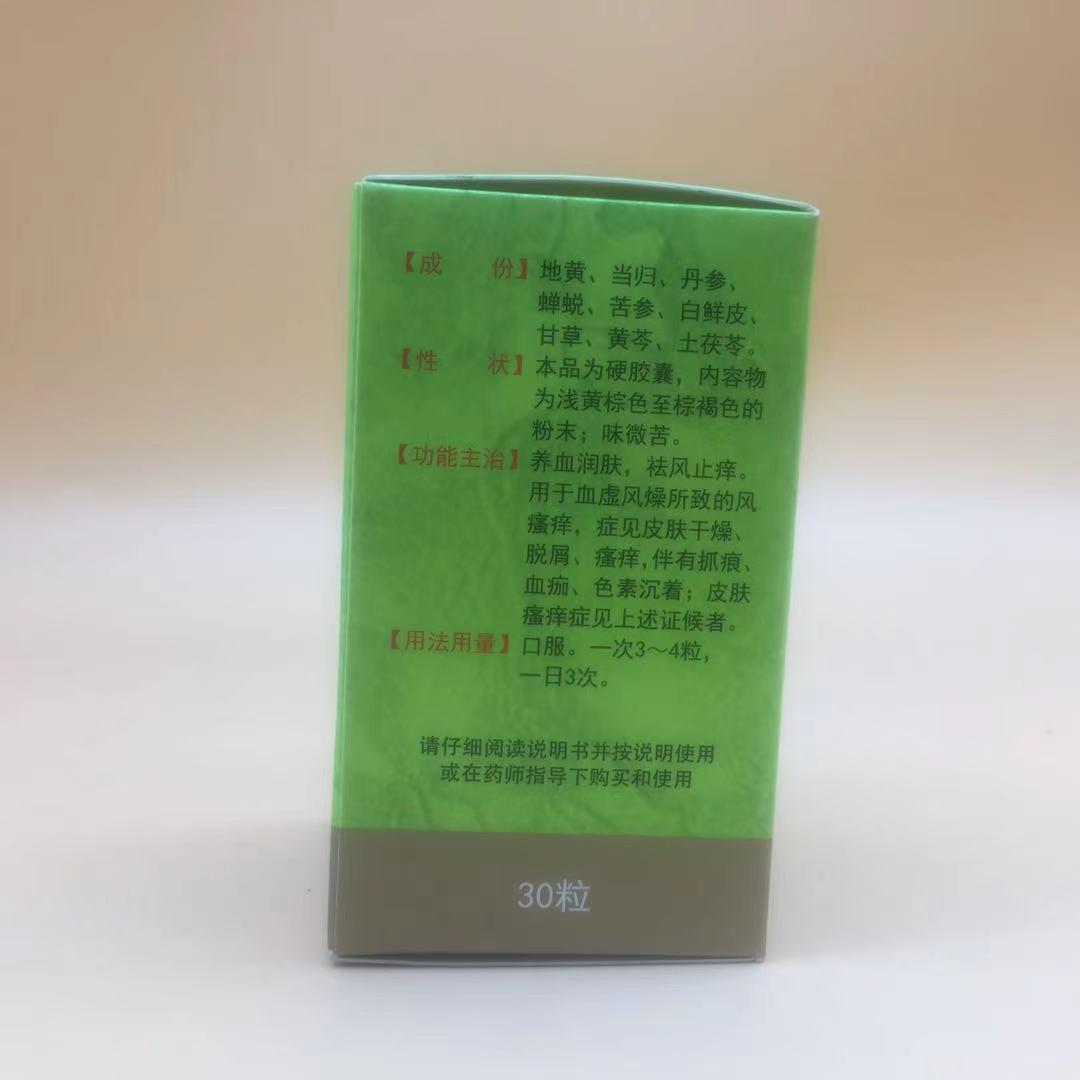 【成 份】地黄、当归、丹参、
蝉蜕、苦参、白鲜皮、
甘草、黄芩、土茯苓。
【性 状】本品为硬胶囊，内容物
为浅黄棕色至棕褐色的
粉末；味微苦。
【功能主治】养血润肤，祛风止痒。
用于血虚风燥所致的风
瘙痒，症见皮肤干燥、
脱屑、瘙痒，伴有抓痕、
血痂、色素沉着；皮肤
瘙痒症见上述证候者。
【用法用量】口服。一次3～4粒，
一日3次。
请仔细阅读说明书并按说明使用
或在药师指导下购买和使用
30粒